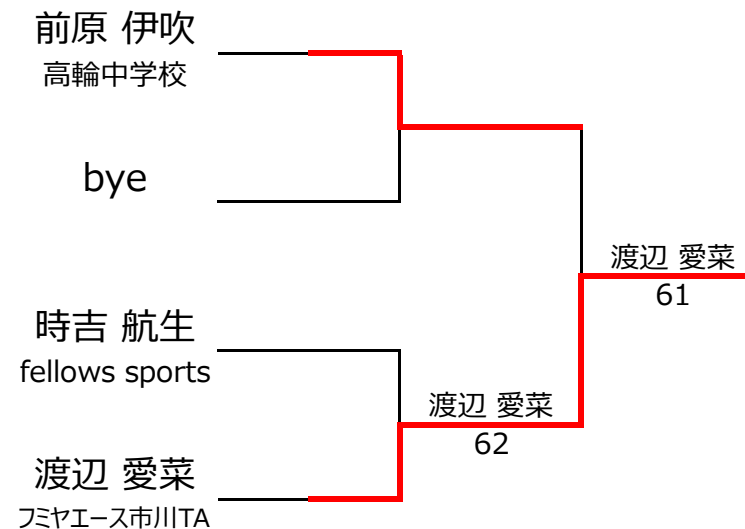 前原 伊吹
高輪中学校
bye
時吉 航生
fellows sports
渡辺 愛菜
フミヤエース市川TA
渡辺 愛菜
62
渡辺 愛菜
61